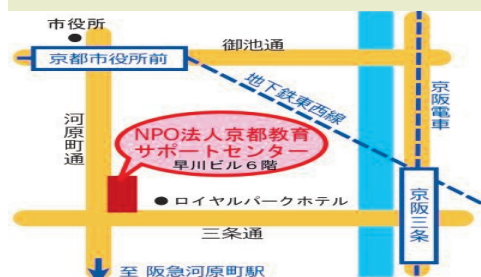 市役所
御池通
京都市役所前
地下鉄東西線
京阪電車
河原町通
NPO法人京都教育
サポートセンター
早川ビル6階
●ロイヤルパークホテル
京阪三条
三条通
至 阪急河原町駅